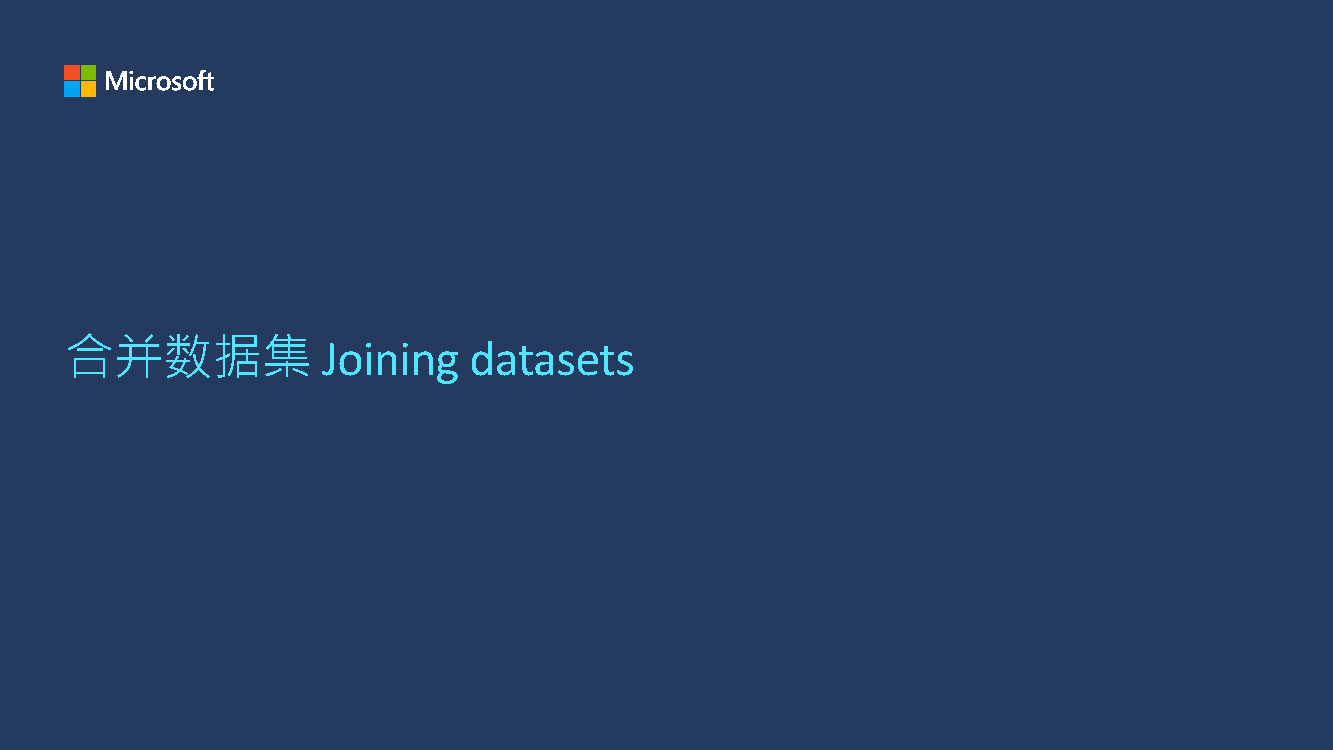 Microsoft
合并数据集 Joining datasets